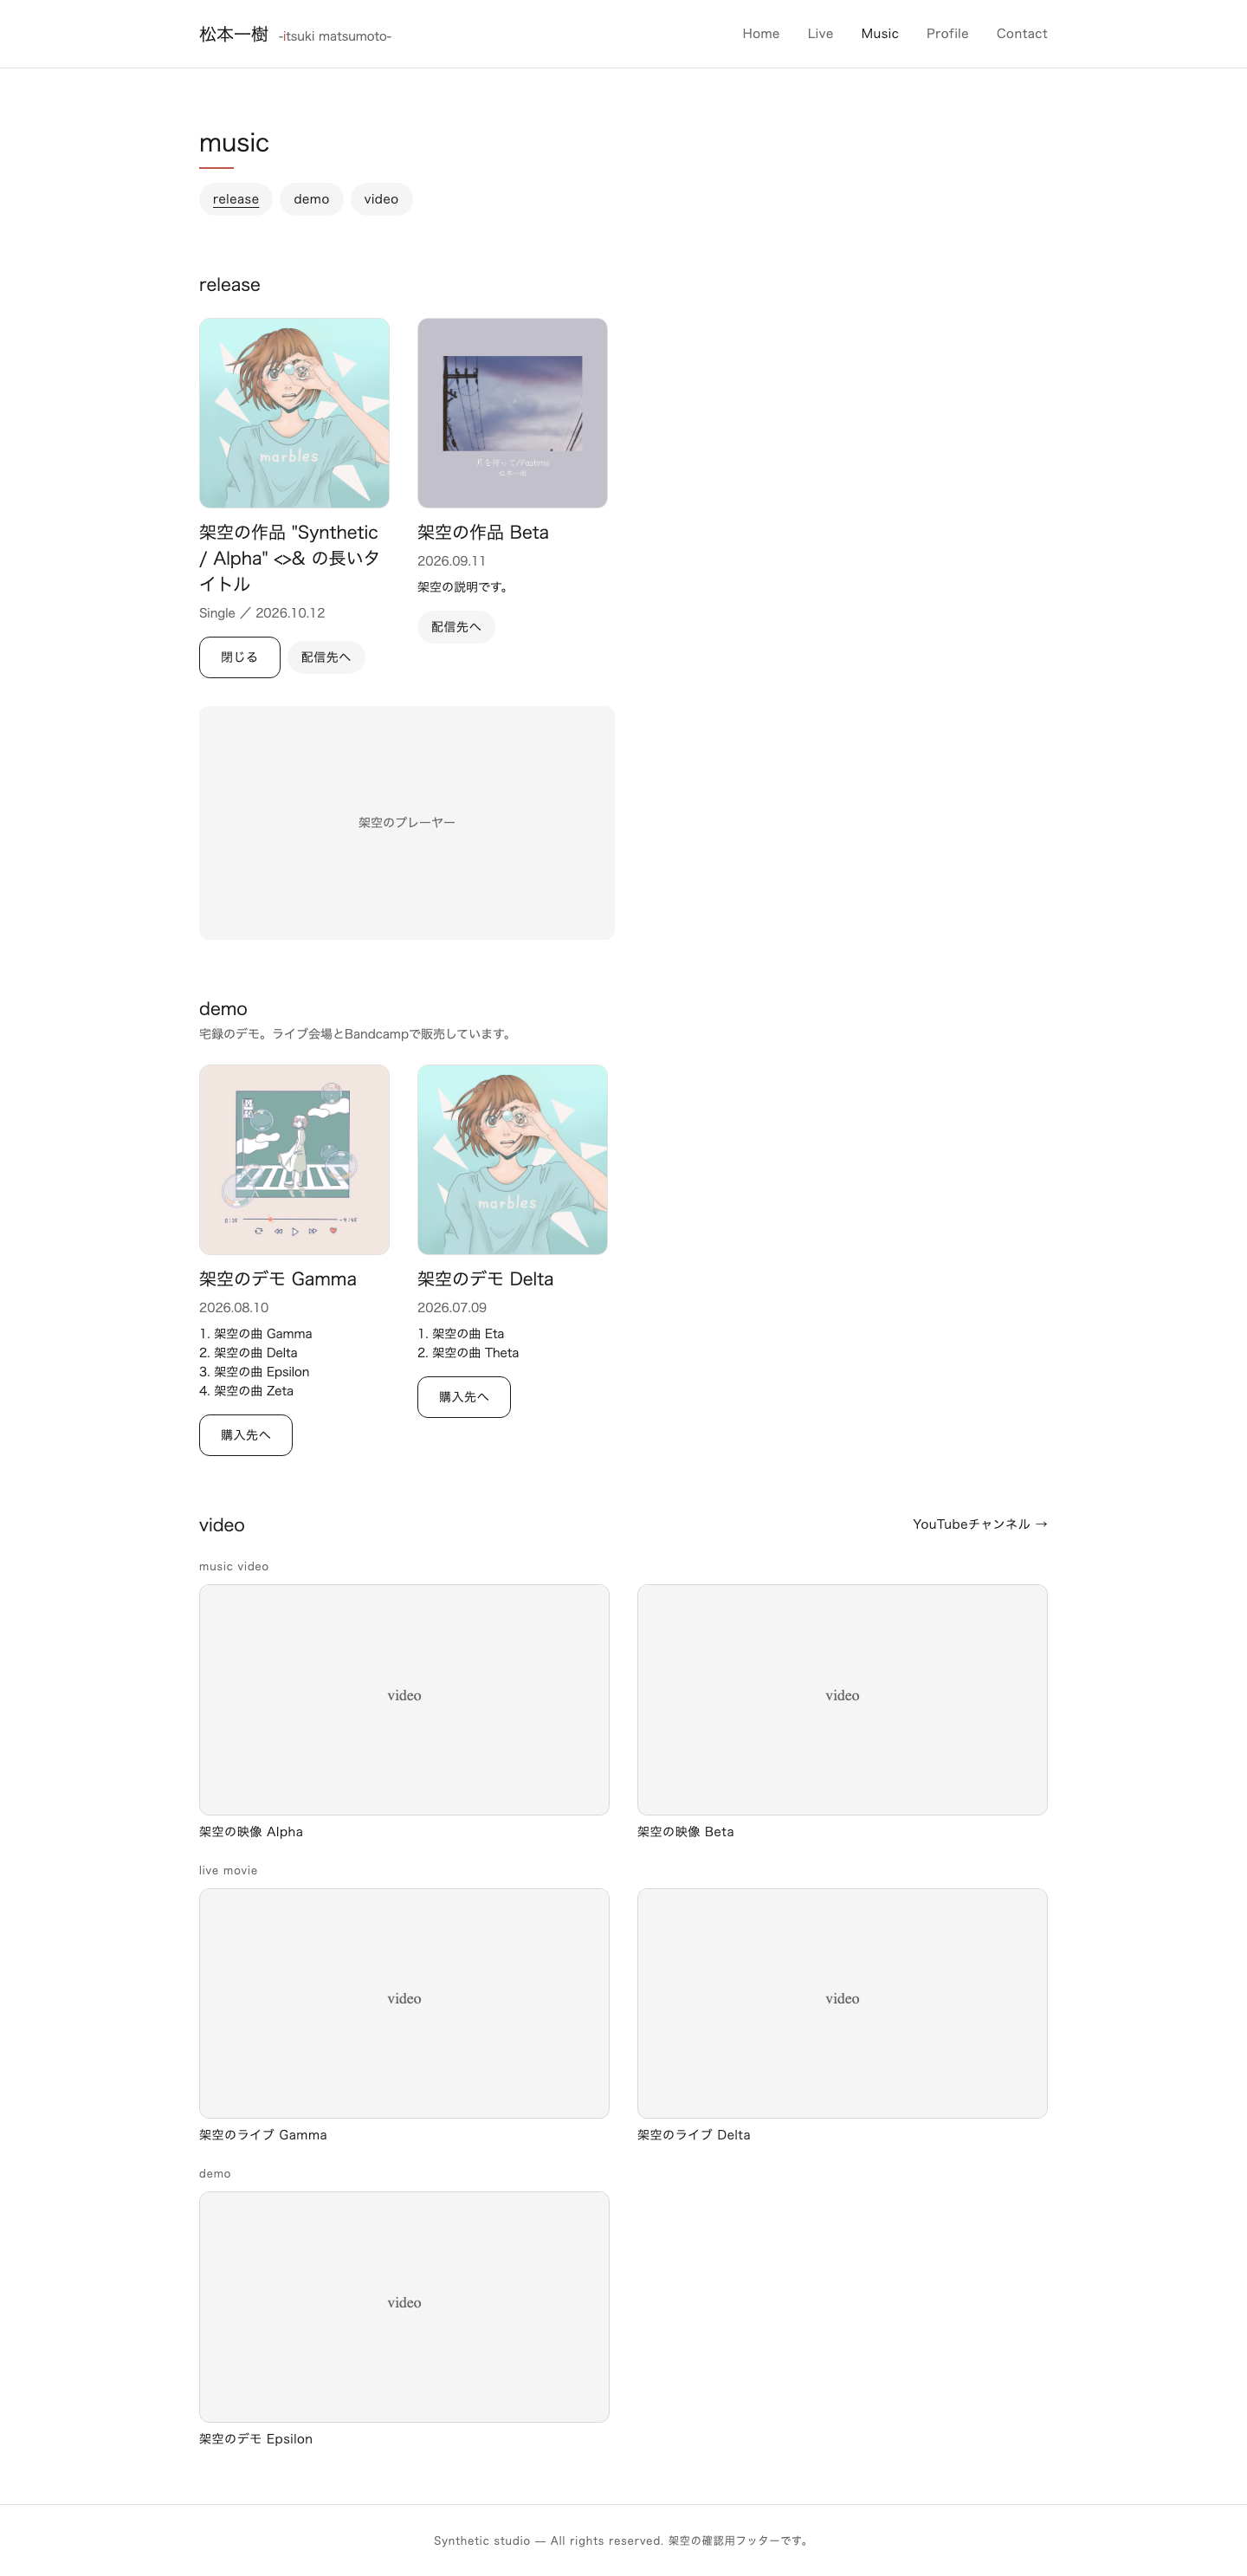 松本一樹 -itsuki matsumoto-
Home Live Music Profile Contact
music
release demo video
release
marbles
松本一樹
架空の作品 "Synthetic
/ Alpha" <>& の長いタ
イトル
Single ／ 2026.10.12
閉じる 配信先へ
架空の作品 Beta
2026.09.11
架空の説明です。
配信先へ
架空のプレーヤー
demo
宅録のデモ。ライブ会場とBandcampで販売しています。
架空のデモ Gamma
2026.08.10
1. 架空の曲 Gamma
2. 架空の曲 Delta
3. 架空の曲 Epsilon
4. 架空の曲 Zeta
購入先へ
marbles
架空のデモ Delta
2026.07.09
1. 架空の曲 Eta
2. 架空の曲 Theta
購入先へ
video
YouTubeチャンネル →
music video
video
video
架空の映像 Alpha
架空の映像 Beta
live movie
video
video
架空のライブ Gamma
架空のライブ Delta
demo
video
架空のデモ Epsilon
Synthetic studio — All rights reserved. 架空の確認用フッターです。